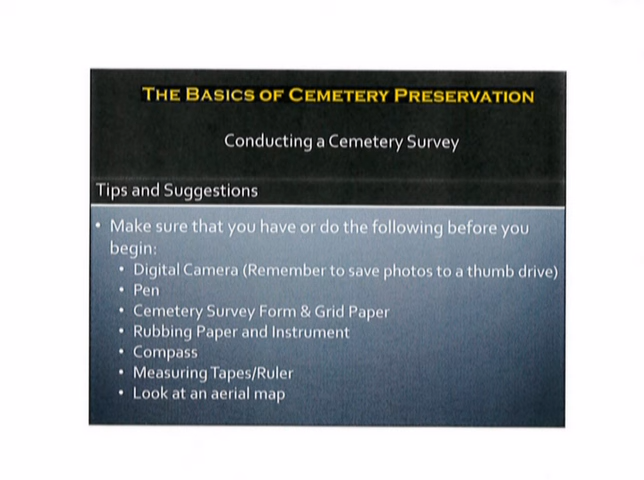 THE BASICS OF CEMETERY PRESERVATION
Conducting a Cemetery Survey
Tips and Suggestions
• Make sure that you have or do the following before you
begin:
• Digital Camera (Remember to save photos to a thumb drive)
• Pen
• Cemetery Survey Form & Grid Paper
• Rubbing Paper and Instrument
• Compass
• Measuring Tapes/Ruler
• Look at an aerial map